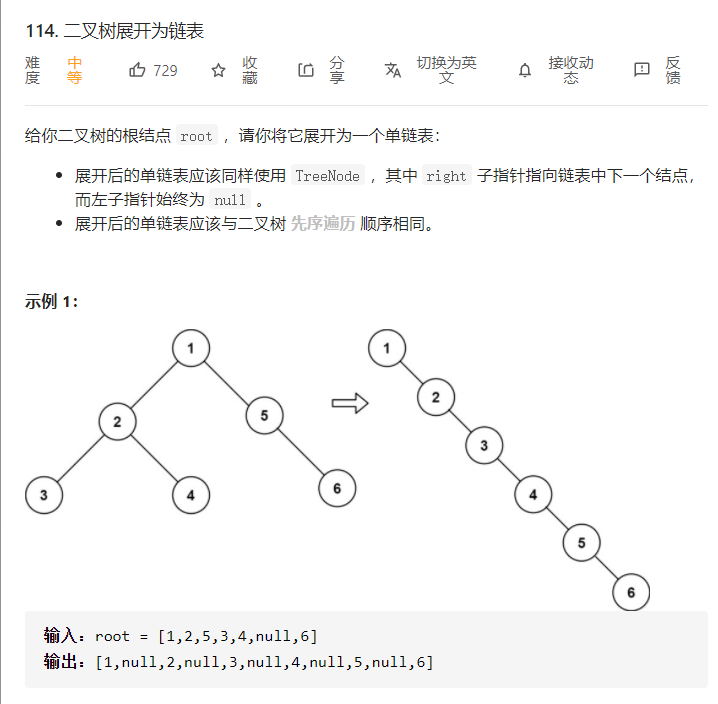 114. 二叉树展开为链表
难度 中等 729 收藏 分享 切换为英文 接收动态 反馈
给你二叉树的根结点 root ，请你将它展开为一个单链表：
展开后的单链表应该同样使用 TreeNode ，其中 right 子指针指向链表中下一个结点，
而左子指针始终为 null 。
展开后的单链表应该与二叉树 先序遍历 顺序相同。
示例 1：
1
2
5
3
4
6
1
2
3
4
5
6
输入：root = [1,2,5,3,4,null,6]
输出：[1,null,2,null,3,null,4,null,5,null,6]